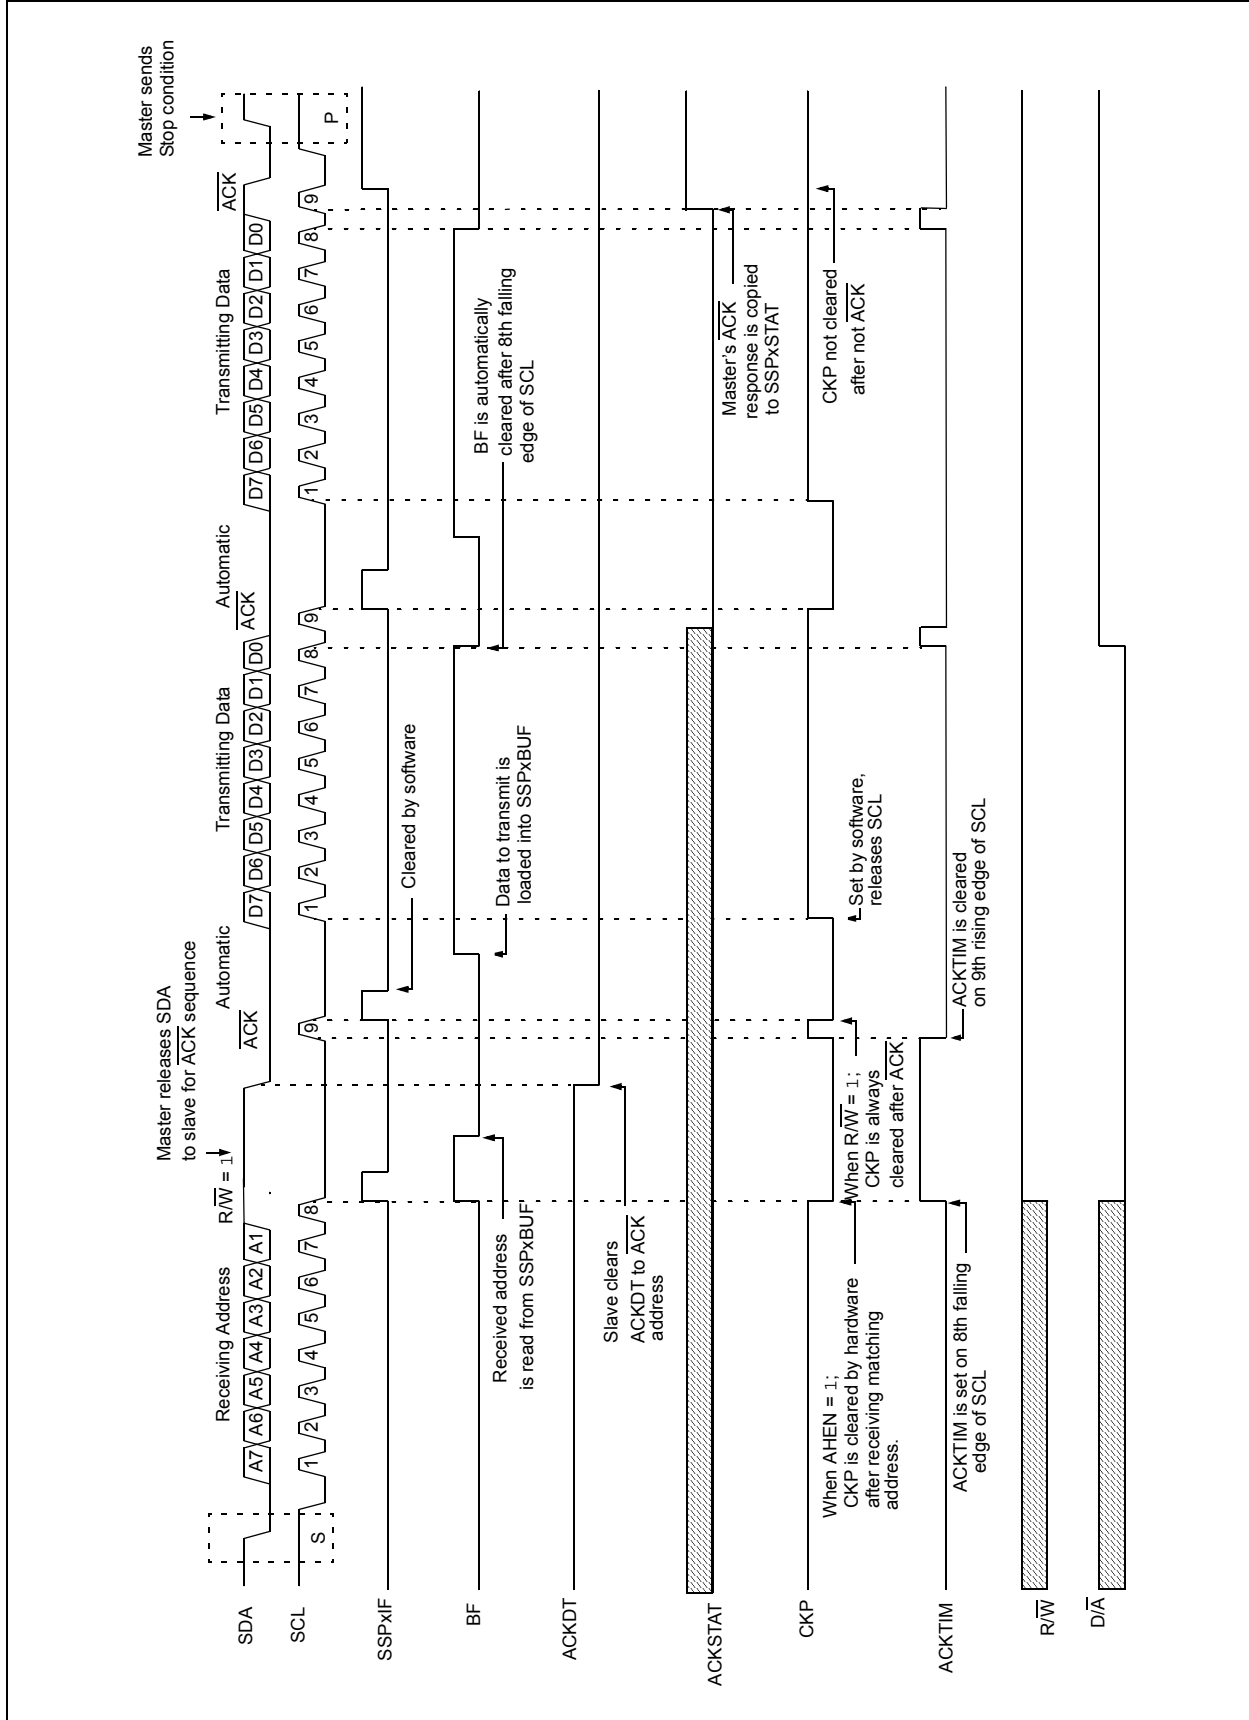 Master sends
Stop condition
Master releases SDA
to slave for ACK sequence
Receiving Address
R/W = 1
Automatic
ACK
Transmitting Data
Automatic
ACK
Transmitting Data
ACK
SDA
A7 A6 A5 A4 A3 A2 A1
D7 D6 D5 D4 D3 D2 D1 D0
D7 D6 D5 D4 D3 D2 D1 D0
SCL
S
1 2 3 4 5 6 7 8 9
1 2 3 4 5 6 7 8 9
1 2 3 4 5 6 7 8 9
P
SSPxIF
Cleared by software
BF
Received address
is read from SSPxBUF
Data to transmit is
loaded into SSPxBUF
BF is automatically
cleared after 8th falling
edge of SCL
ACKDT
Slave clears
ACKDT to ACK
address
ACKSTAT
Master's ACK
response is copied
to SSPxSTAT
CKP
When AHEN = 1;
CKP is cleared by hardware
after receiving matching
address.
When R/W = 1;
CKP is always
cleared after ACK
Set by software,
releases SCL
CKP not cleared
after not ACK
ACKTIM
ACKTIM is set on 8th falling
edge of SCL
ACKTIM is cleared
on 9th rising edge of SCL
R/W
D/A